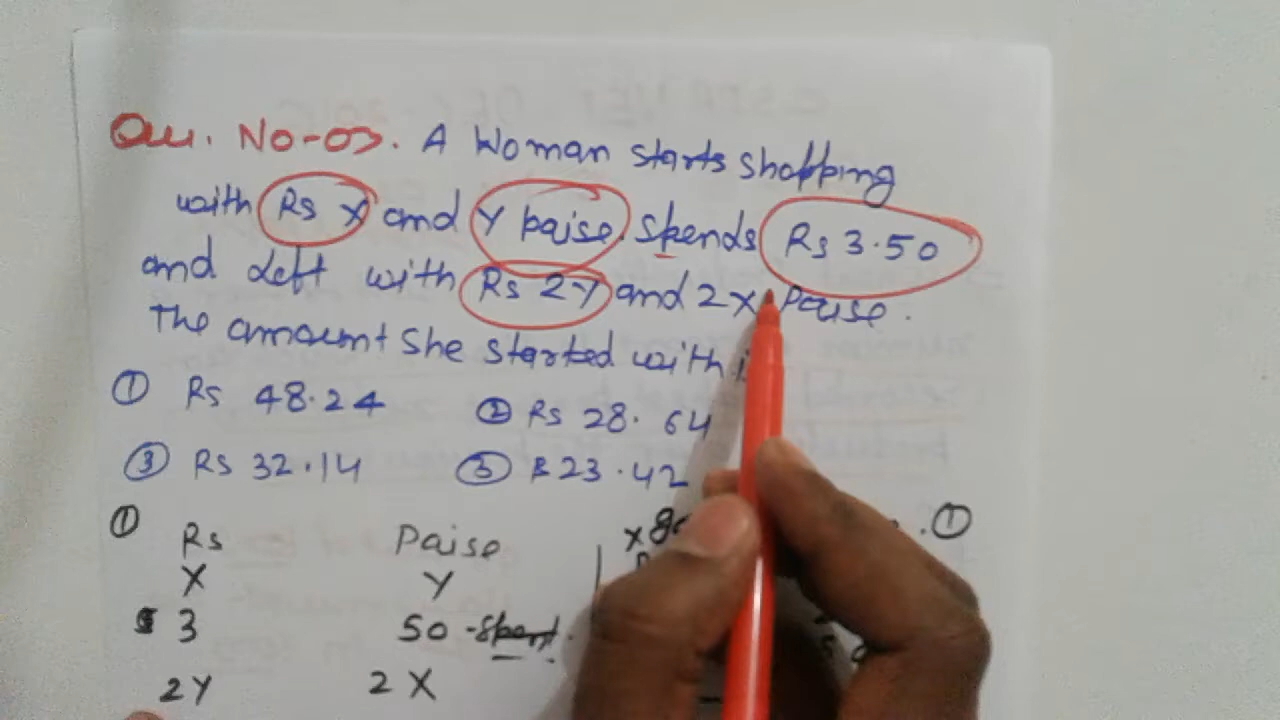 Qu. No-03. A Woman starts shopping
with Rs X and Y paise. spends Rs 3.50
and Left with Rs 2Y and 2X Paise.
The amount She started with
① Rs 48.24 ② Rs 28.64
③ Rs 32.14 ⑤ 23.42
① Rs Paise ①
X Y
3 50 -Spent.
2Y 2X